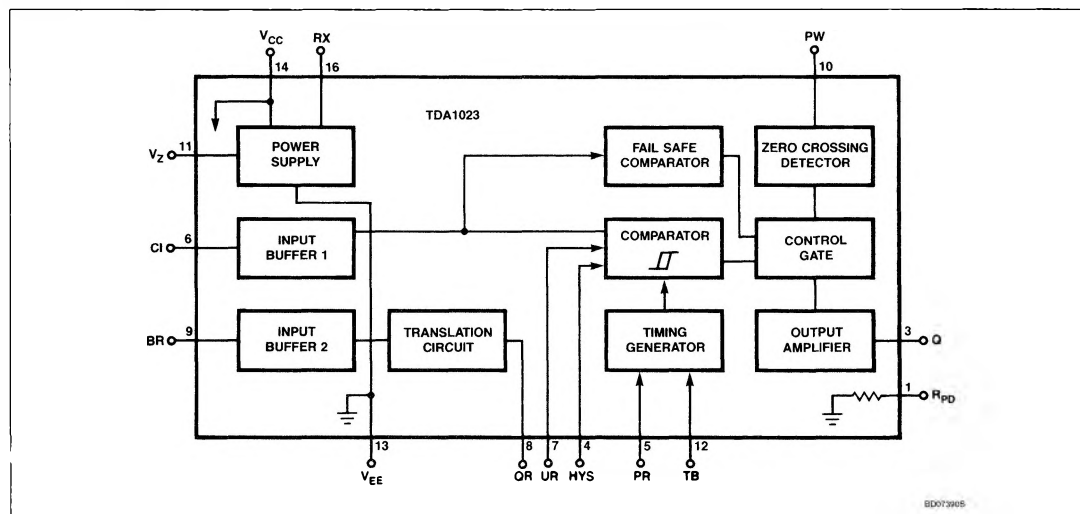 VCC
RX
PW
14
16
10
TDA1023
11
VZ
POWER
SUPPLY
FAIL SAFE
COMPARATOR
ZERO CROSSING
DETECTOR
6
CI
INPUT
BUFFER 1
COMPARATOR
CONTROL
GATE
9
BR
INPUT
BUFFER 2
TRANSLATION
CIRCUIT
TIMING
GENERATOR
OUTPUT
AMPLIFIER
3
Q
1
RPD
13
8
7
4
5
12
VEE
QR
UR
HYS
PR
TB
BD07390S